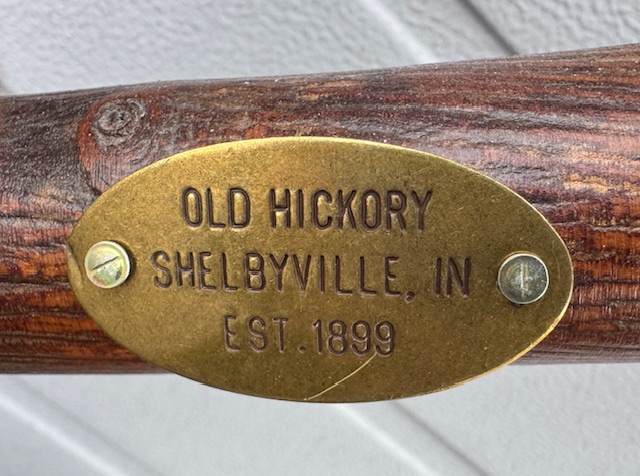 OLD HICKORY
SHELBYVILLE, IN
EST.1899